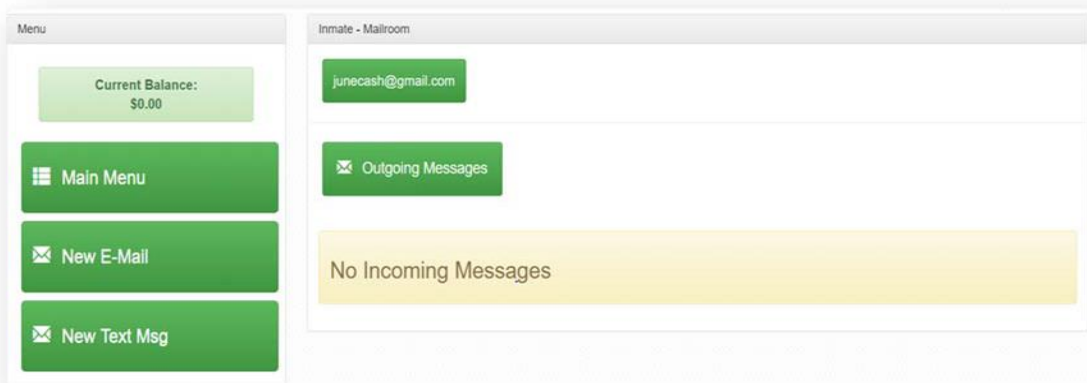 Menu
Current Balance:
$0.00
Main Menu
New E-Mail
New Text Msg
Inmate - Mailroom
junecash@gmail.com
Outgoing Messages
No Incoming Messages